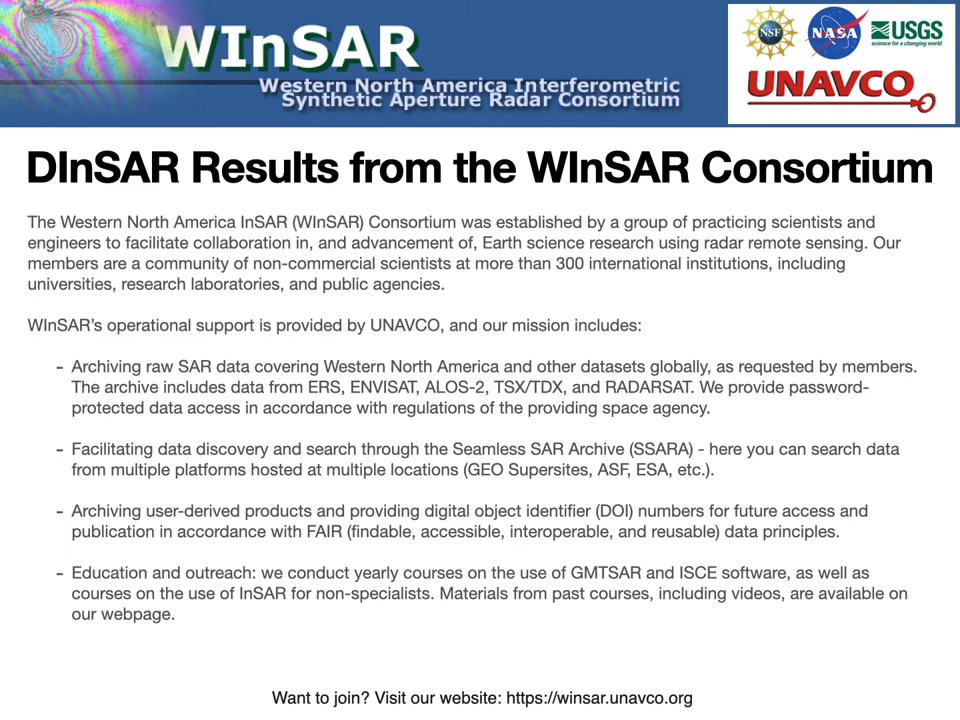 WInSAR
Western North America Interferometric
Synthetic Aperture Radar Consortium
NSF
NASA
USGS
science for a changing world
UNAVCO
DInSAR Results from the WInSAR Consortium
The Western North America InSAR (WInSAR) Consortium was established by a group of practicing scientists and
engineers to facilitate collaboration in, and advancement of, Earth science research using radar remote sensing. Our
members are a community of non-commercial scientists at more than 300 international institutions, including
universities, research laboratories, and public agencies.
WInSAR’s operational support is provided by UNAVCO, and our mission includes:
- Archiving raw SAR data covering Western North America and other datasets globally, as requested by members.
The archive includes data from ERS, ENVISAT, ALOS-2, TSX/TDX, and RADARSAT. We provide password-
protected data access in accordance with regulations of the providing space agency.
- Facilitating data discovery and search through the Seamless SAR Archive (SSARA) - here you can search data
from multiple platforms hosted at multiple locations (GEO Supersites, ASF, ESA, etc.).
- Archiving user-derived products and providing digital object identifier (DOI) numbers for future access and
publication in accordance with FAIR (findable, accessible, interoperable, and reusable) data principles.
- Education and outreach: we conduct yearly courses on the use of GMTSAR and ISCE software, as well as
courses on the use of InSAR for non-specialists. Materials from past courses, including videos, are available on
our webpage.
Want to join? Visit our website: https://winsar.unavco.org